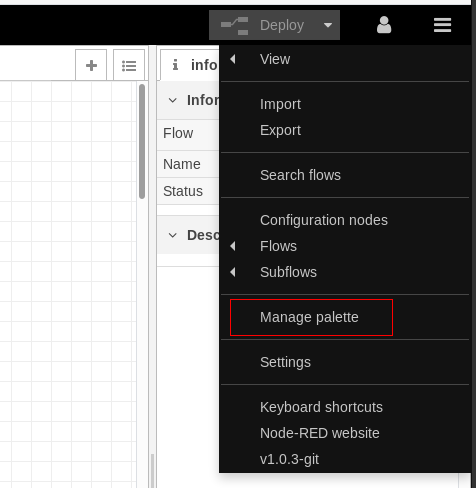 Deploy
info
View
Infor
Import
Flow
Export
Name
Search flows
Status
Configuration nodes
Desc
Flows
Subflows
Manage palette
Settings
Keyboard shortcuts
Node-RED website
v1.0.3-git